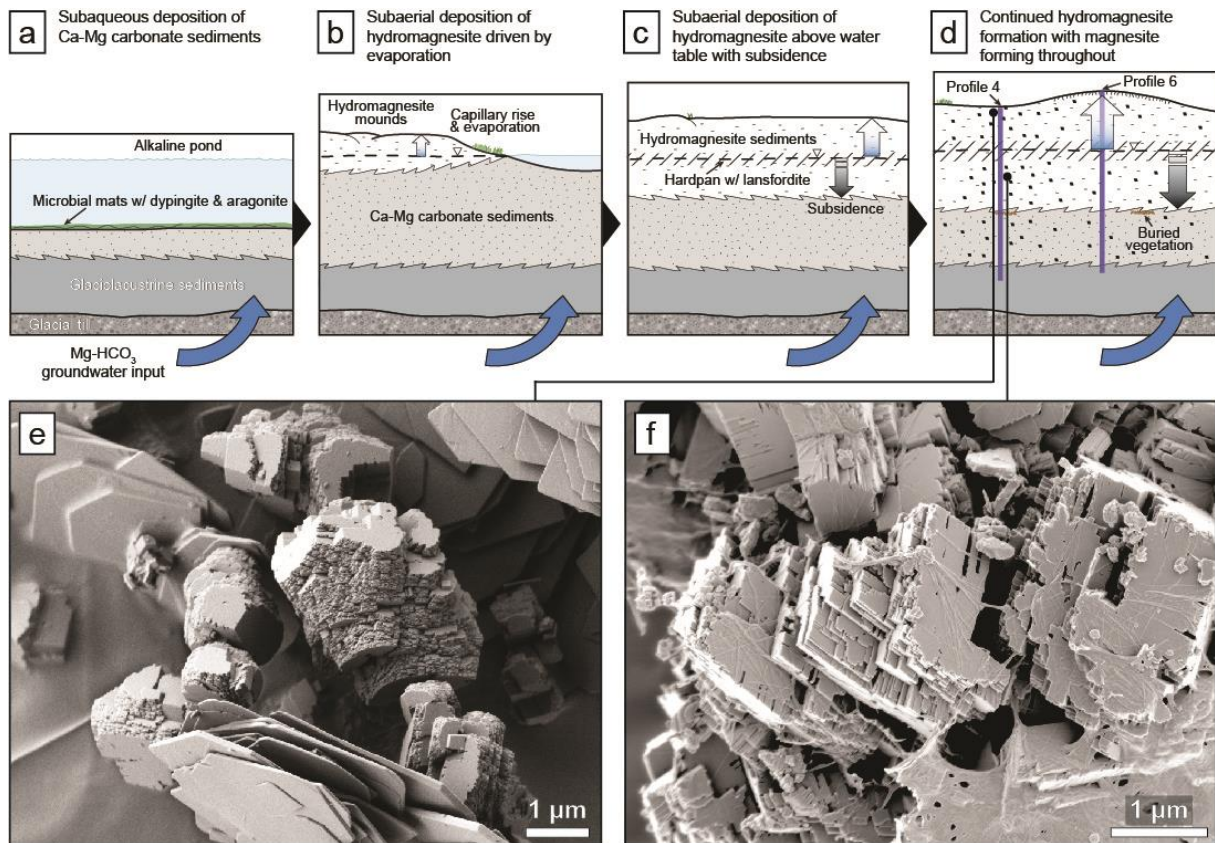 a
Subaqueous deposition of
Ca-Mg carbonate sediments
b
Subaerial deposition of
hydromagnesite driven by
evaporation
c
Subaerial deposition of
hydromagnesite above water
table with subsidence
d
Continued hydromagnesite
formation with magnesite
forming throughout
Alkaline pond
Microbial mats w/ dypingite & aragonite
Glaciolacustrine sediments
Glacial till
Mg-HCO₃
groundwater input
Hydromagnesite
mounds
Capillary rise
& evaporation
Ca-Mg carbonate sediments
Hydromagnesite sediments
Hardpan w/ lansfordite
Subsidence
Profile 4
Profile 6
Buried
vegetation
e
1 µm
f
1 µm